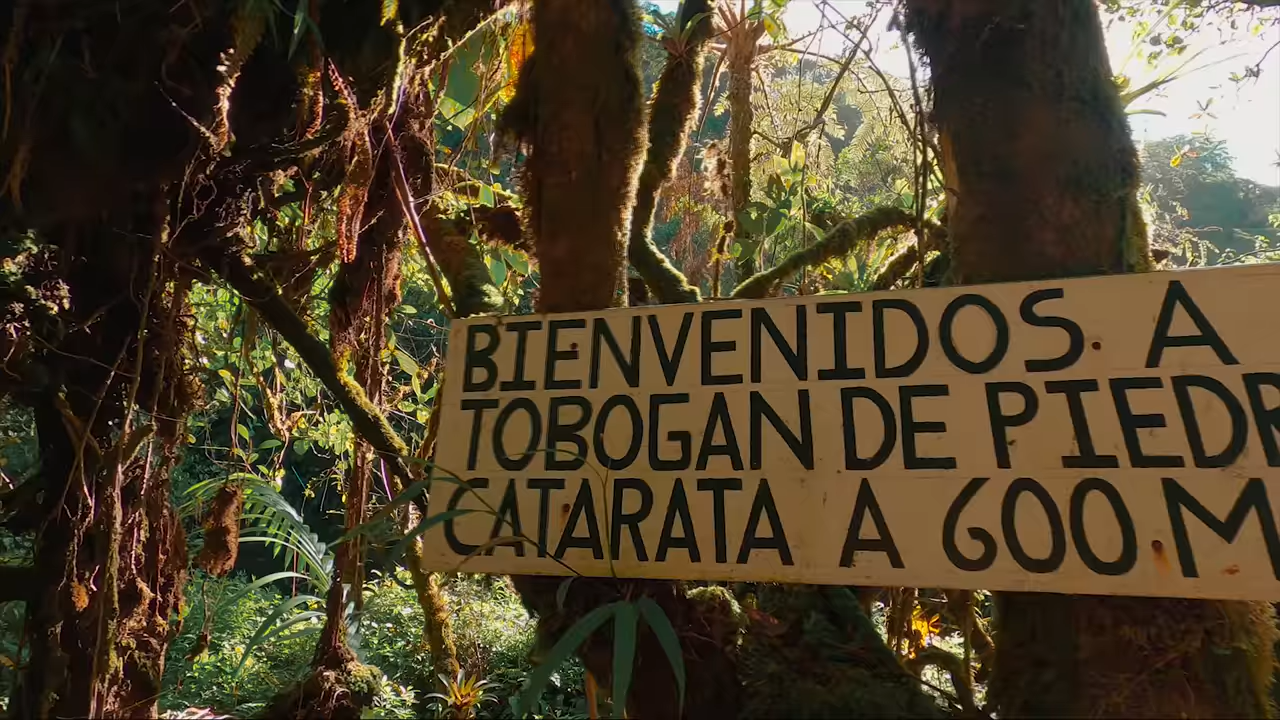 BIENVENIDOS A
TOBOGAN DE PIEDR
CATARATA A 600 M